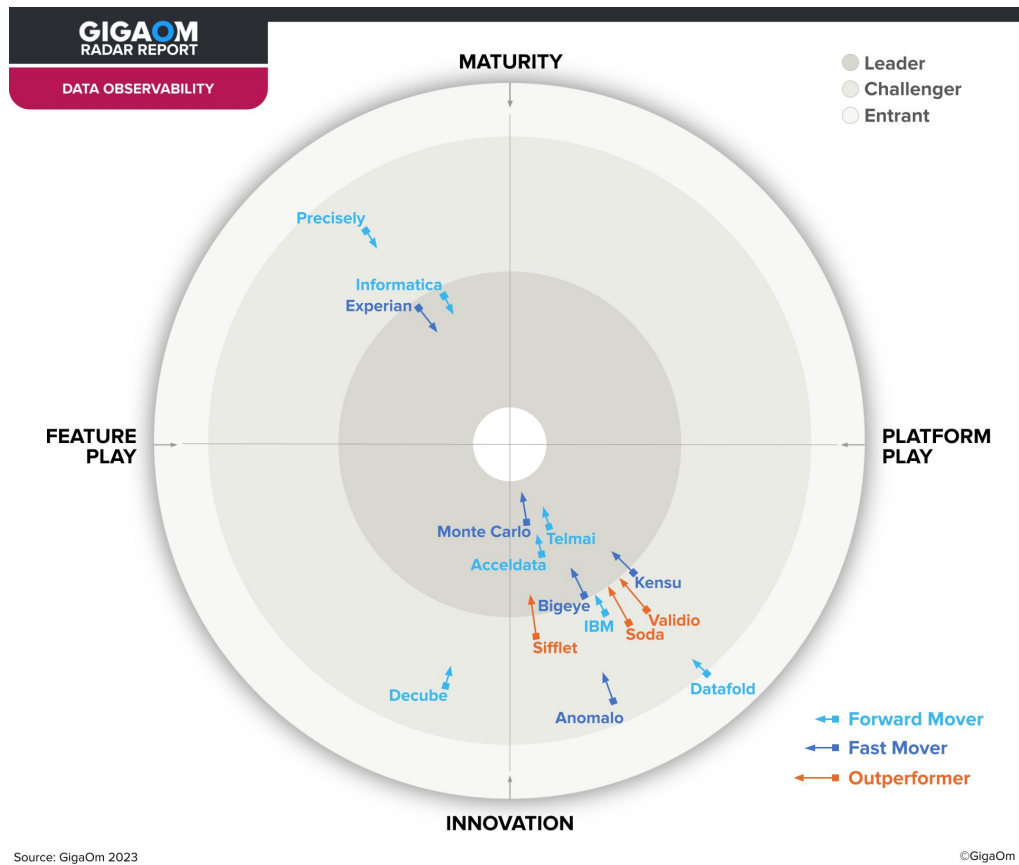 GIGAOM
RADAR REPORT
DATA OBSERVABILITY
MATURITY
Leader
Challenger
Entrant
Precisely
Informatica
Experian
FEATURE
PLAY
PLATFORM
PLAY
Monte Carlo
Telmai
Acceldata
Kensu
Bigeye
Validio
IBM
Soda
Sifflet
Datafold
Decube
Anomalo
Forward Mover
Fast Mover
Outperformer
INNOVATION
Source: GigaOm 2023
©GigaOm